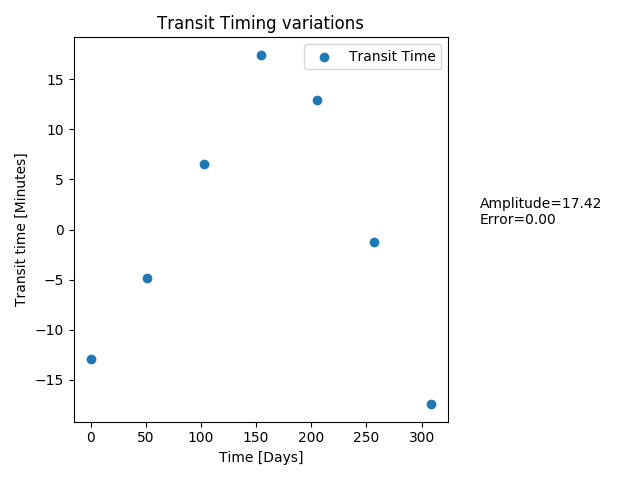 Transit Timing variations
Transit Time
15
10
5
0
−5
−10
−15
Transit time [Minutes]
Amplitude=17.42
Error=0.00
0 50 100 150 200 250 300
Time [Days]